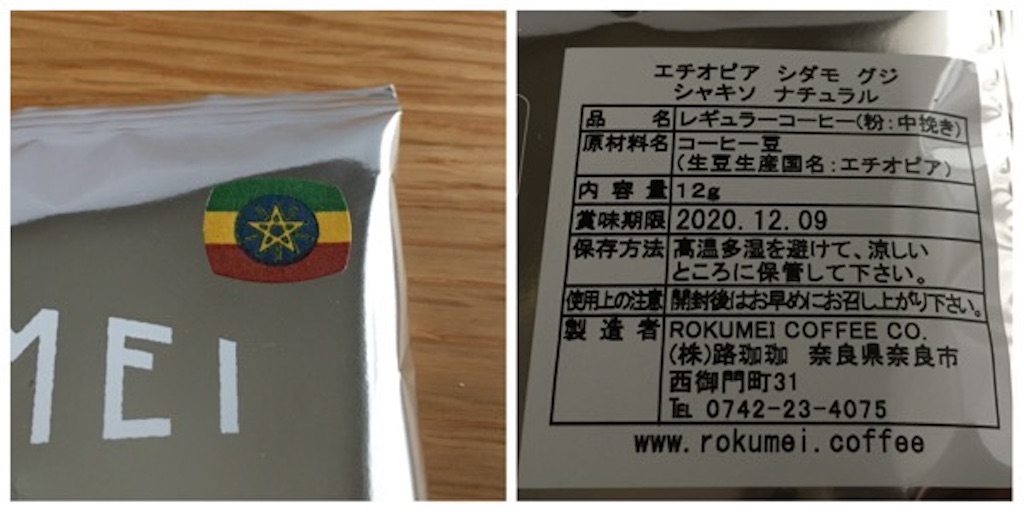 MEI
エチオピア シダモ グジ
シャキソ ナチュラル
品名 レギュラーコーヒー(粉:中挽き)
原材料名 コーヒー豆
(生豆生産国名:エチオピア)
内容量 12g
賞味期限 2020.12.09
保存方法 高温多湿を避けて、涼しい
ところに保管して下さい。
使用上の注意 開封後はお早めにお召し上がり下さい。
製造者 ROKUMEI COFFEE CO.
(株)路珈珈 奈良県奈良市
西御門町31
℡ 0742-23-4075
www.rokumei.coffee